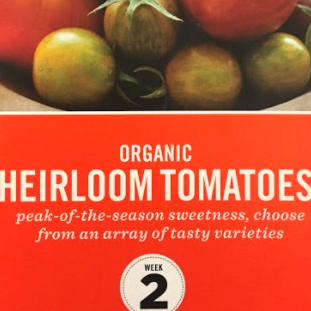 ORGANIC
HEIRLOOM TOMATOES
peak-of-the-season sweetness, choose
from an array of tasty varieties
WEEK
2